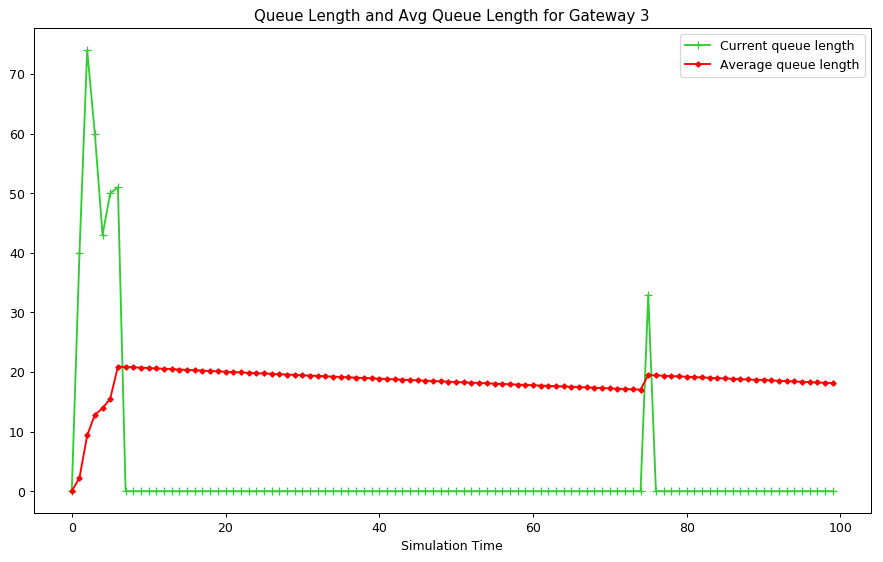 Queue Length and Avg Queue Length for Gateway 3
Current queue length
Average queue length
70
60
50
40
30
20
10
0
0 20 40 60 80 100
Simulation Time